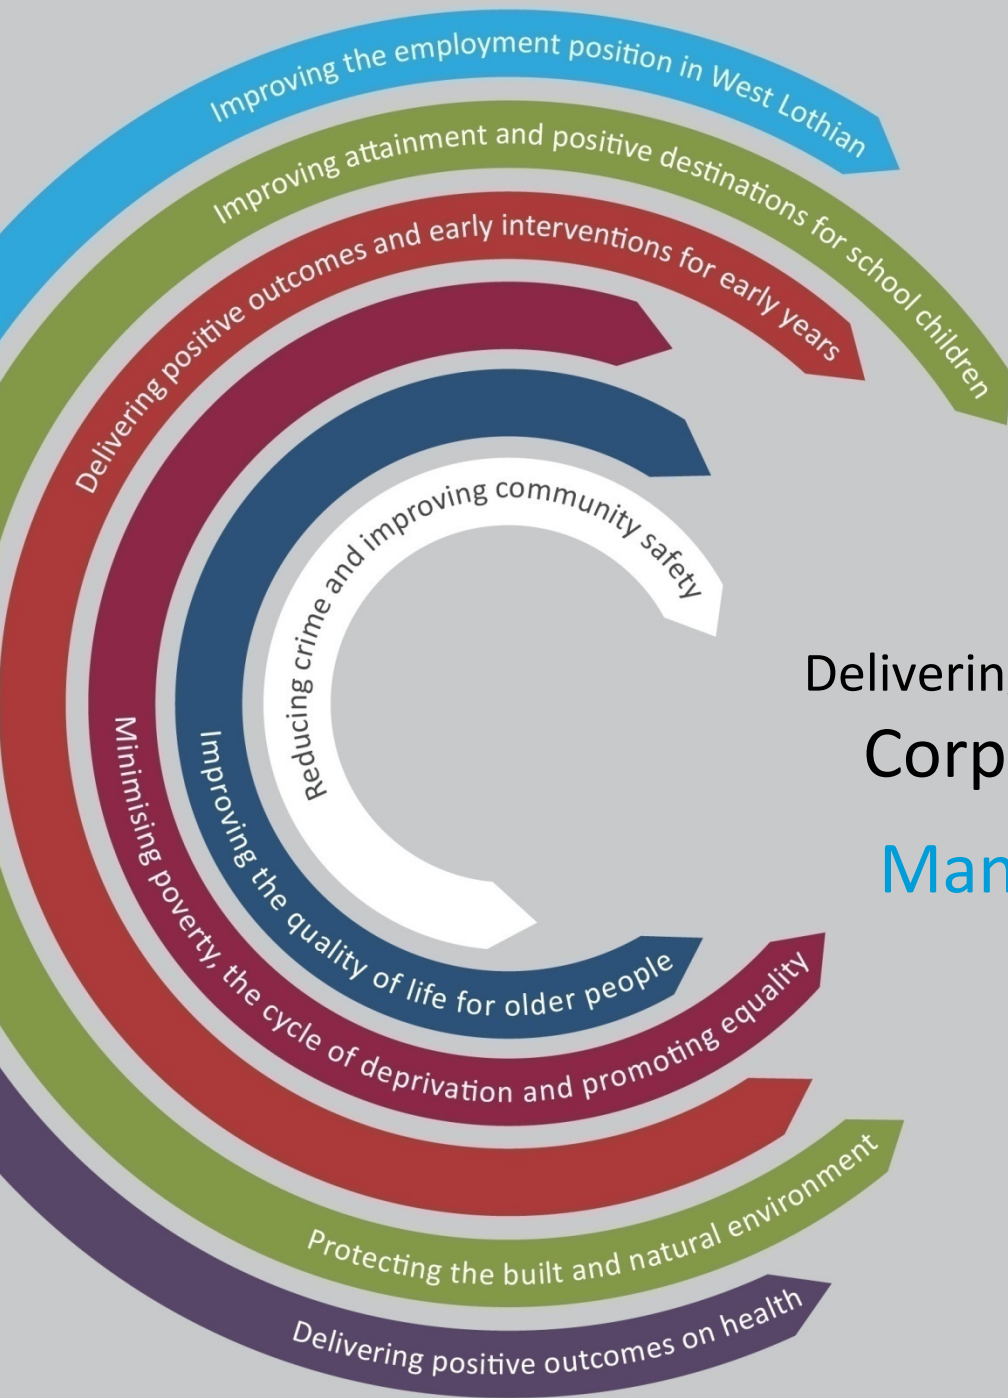 Improving the employment position in West Lothian
Improving attainment and positive destinations for school children
Delivering positive outcomes and early interventions for early years
Reducing crime and improving community safety
Deliverin
Corp
Man
Improving the quality of life for older people
Minimising poverty, the cycle of deprivation and promoting equality
Protecting the built and natural environment
Delivering positive outcomes on health